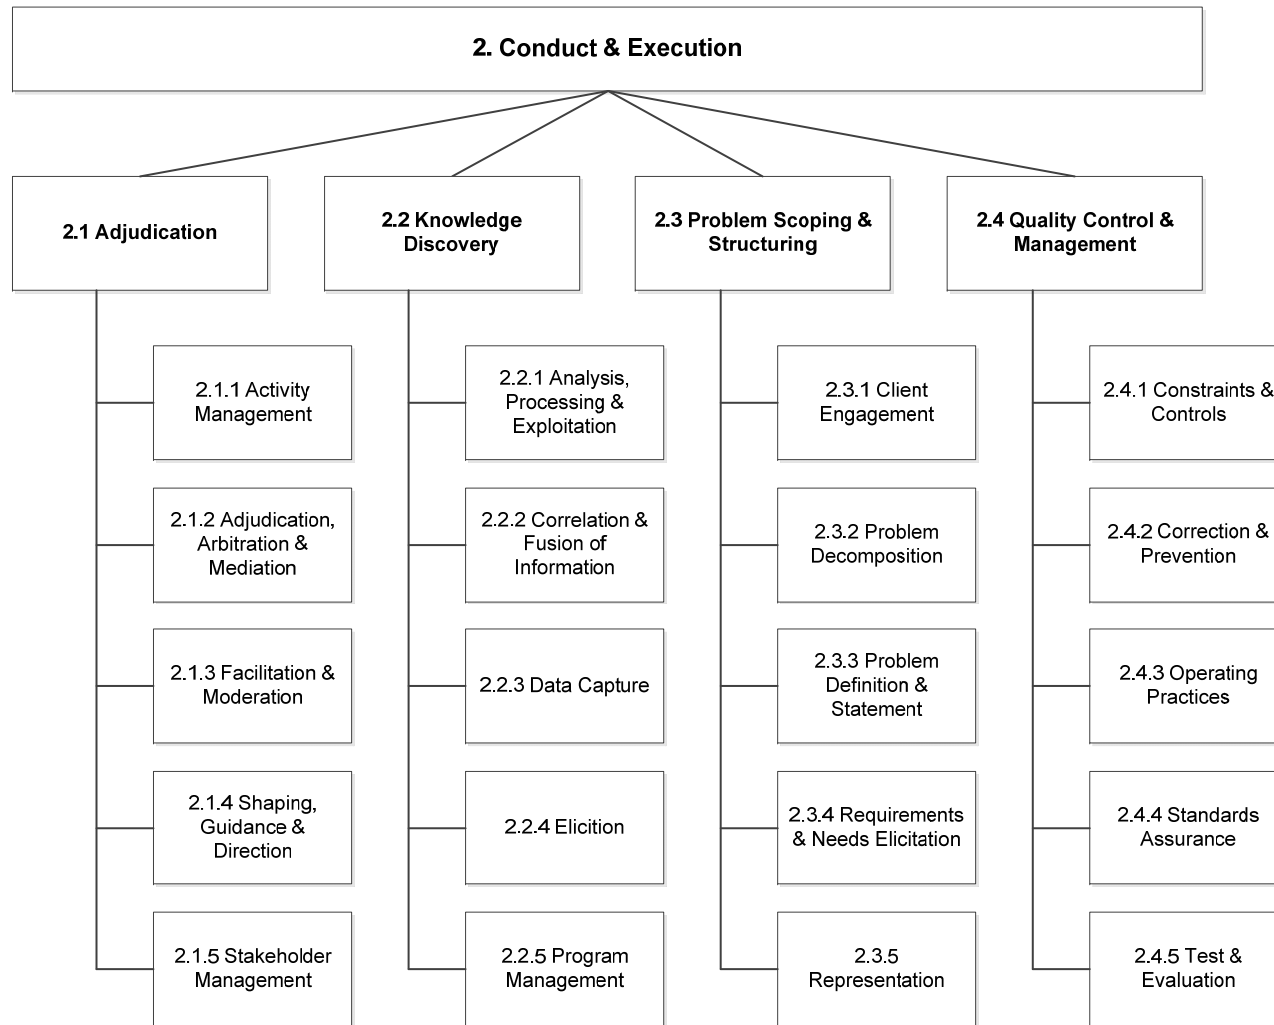 2. Conduct & Execution
2.1 Adjudication
2.2 Knowledge
Discovery
2.3 Problem Scoping &
Structuring
2.4 Quality Control &
Management
2.1.1 Activity
Management
2.1.2 Adjudication,
Arbitration &
Mediation
2.1.3 Facilitation &
Moderation
2.1.4 Shaping,
Guidance &
Direction
2.1.5 Stakeholder
Management
2.2.1 Analysis,
Processing &
Exploitation
2.2.2 Correlation &
Fusion of
Information
2.2.3 Data Capture
2.2.4 Elicition
2.2.5 Program
Management
2.3.1 Client
Engagement
2.3.2 Problem
Decomposition
2.3.3 Problem
Definition &
Statement
2.3.4 Requirements
& Needs Elicitation
2.3.5
Representation
2.4.1 Constraints &
Controls
2.4.2 Correction &
Prevention
2.4.3 Operating
Practices
2.4.4 Standards
Assurance
2.4.5 Test &
Evaluation